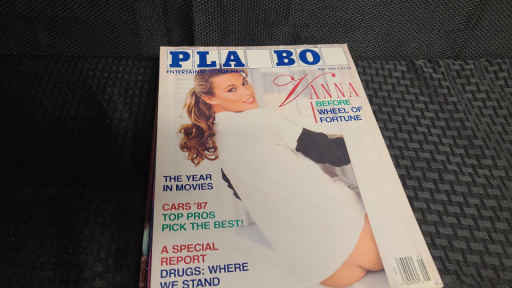 PLA BO
ENTERTAIN
VANNA
BEFORE
WHEEL OF
FORTUNE
THE YEAR
IN MOVIES
CARS '87
TOP PROS
PICK THE BEST!
A SPECIAL
REPORT
DRUGS: WHERE
WE STAND